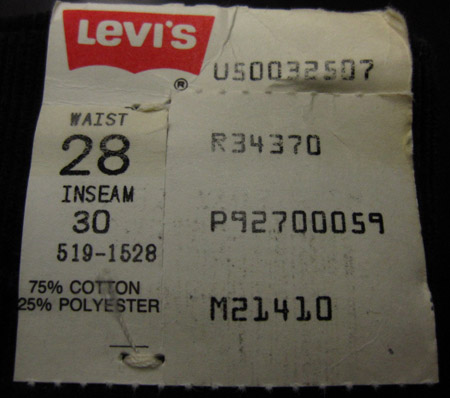 LEVI'S
®
U50032507
WAIST
28
INSEAM
30
519-1528
75% COTTON
25% POLYESTER
R34370
P92700059
M21410